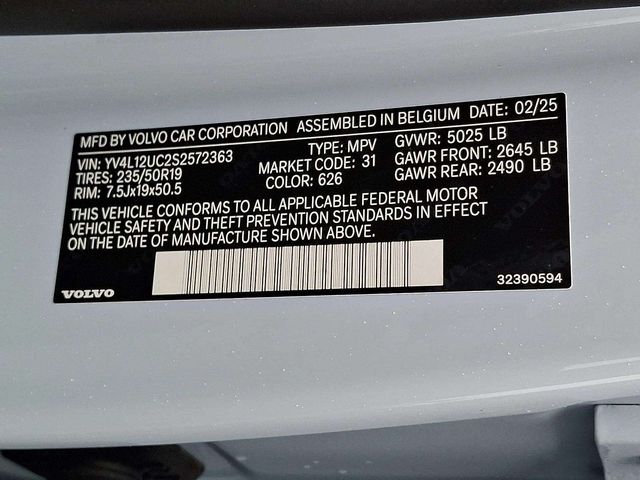 MFD BY VOLVO CAR CORPORATION ASSEMBLED IN BELGIUM DATE: 02/25
VIN: YV4L12UC2S2572363 TYPE: MPV GVWR: 5025 LB
TIRES: 235/50R19 MARKET CODE: 31 GAWR FRONT: 2645 LB
RIM: 7.5Jx19x50.5 COLOR: 626 GAWR REAR: 2490 LB
THIS VEHICLE CONFORMS TO ALL APPLICABLE FEDERAL MOTOR
VEHICLE SAFETY AND THEFT PREVENTION STANDARDS IN EFFECT
ON THE DATE OF MANUFACTURE SHOWN ABOVE.
VOLVO 32390594